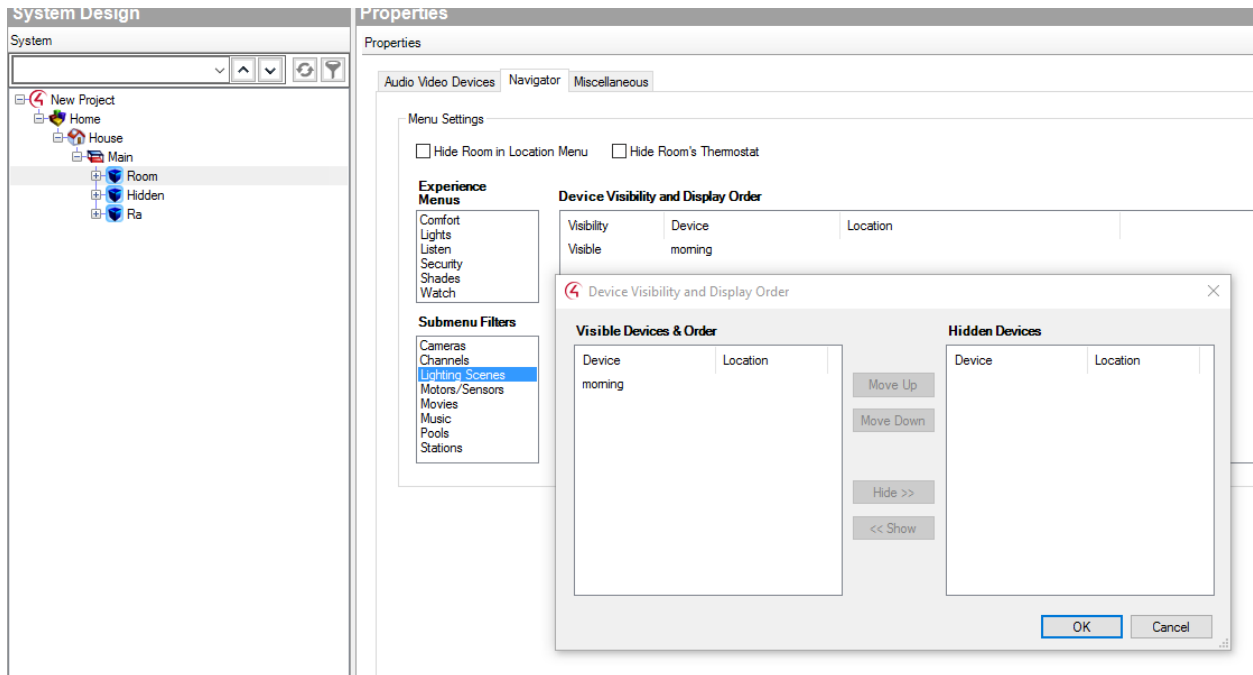 System Design
System
New Project
Home
House
Main
Room
Hidden
Ra
Properties
Properties
Audio Video Devices Navigator Miscellaneous
Menu Settings
Hide Room in Location Menu Hide Room's Thermostat
Experience
Menus
Comfort
Lights
Listen
Security
Shades
Watch
Submenu Filters
Cameras
Channels
Lighting Scenes
Motors/Sensors
Movies
Music
Pools
Stations
Device Visibility and Display Order
Visibility Device Location
Visible morning
Device Visibility and Display Order
Visible Devices & Order
Device Location
morning
Move Up
Move Down
Hide >>
<< Show
Hidden Devices
Device Location
OK Cancel